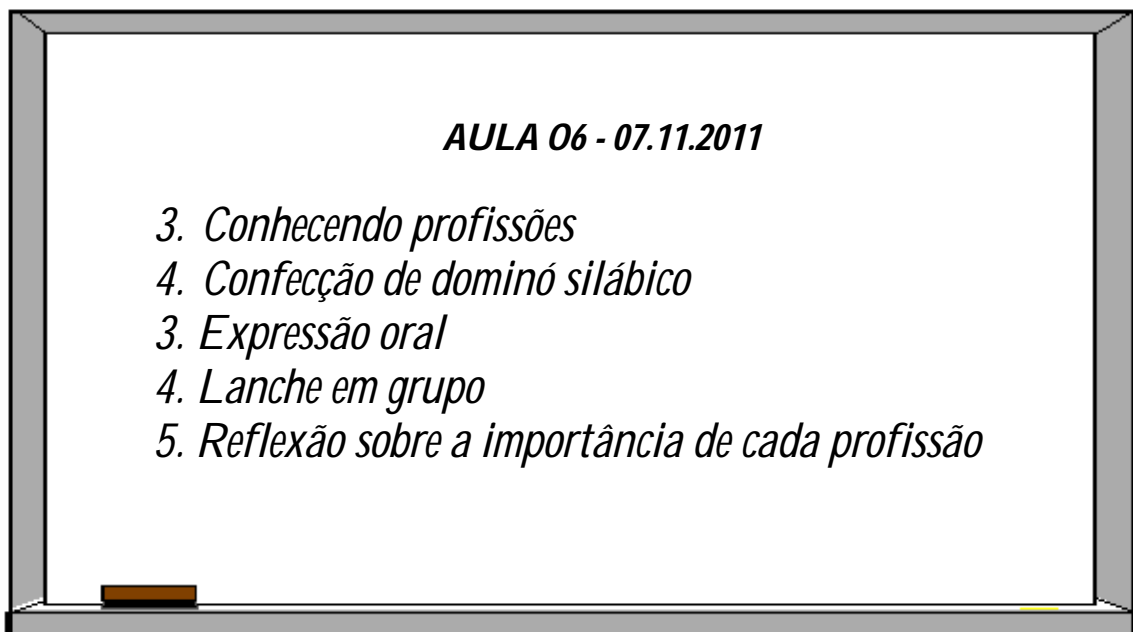 AULA O6 - 07.11.2011
3. Conhecendo profissões
4. Confecção de dominó silábico
3. Expressão oral
4. Lanche em grupo
5. Reflexão sobre a importância de cada profissão